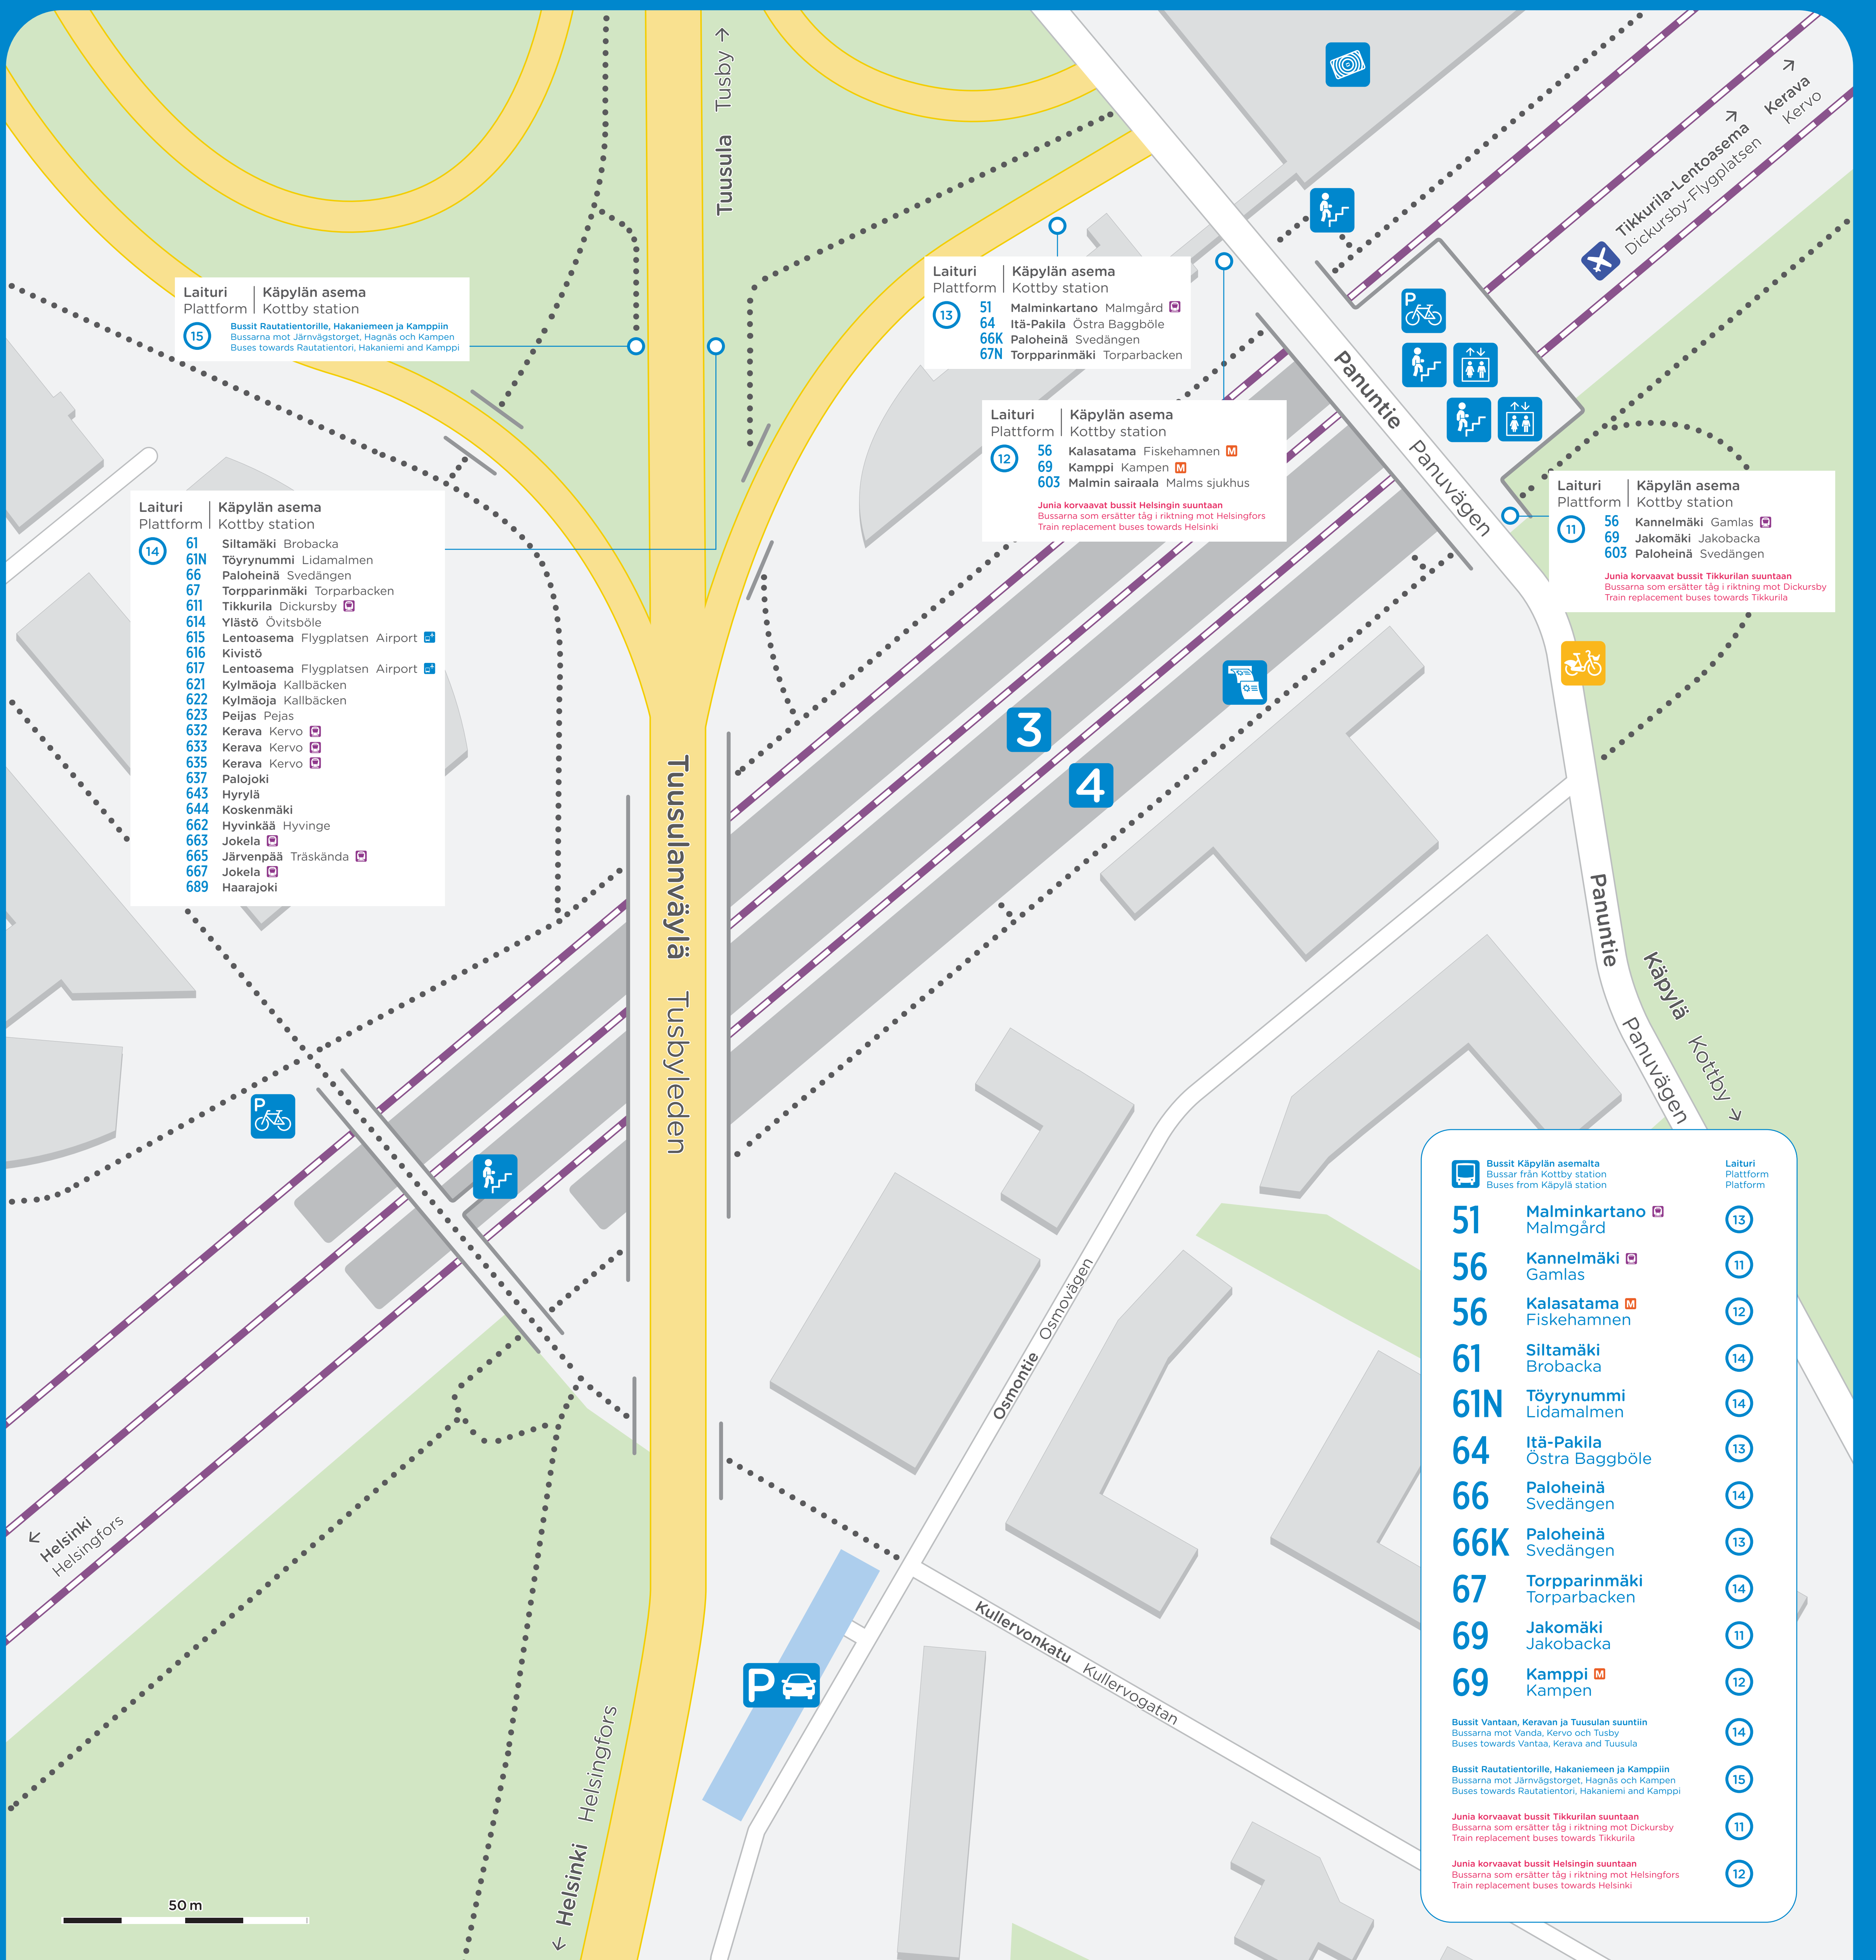 Tuusula Tusby →
Kerava
Kervo
Tikkurila-Lentoasema
Dickursby-Flygplatsen
Laituri Käpylän asema
Plattform Kottby station
15
Bussit Rautatientorille, Hakaniemeen ja Kamppiin
Bussarna mot Järnvägstorget, Hagnäs och Kampen
Buses towards Rautatientori, Hakaniemi and Kamppi
Laituri Käpylän asema
Plattform Kottby station
13
51 Malminkartano Malmgård
64 Itä-Pakila Östra Baggböle
66K Paloheinä Svedängen
67N Torpparinmäki Torparbacken
P
Panuntie Panuvägen
Laituri Käpylän asema
Plattform Kottby station
12
56 Kalasatama Fiskehamnen M
69 Kamppi Kampen M
603 Malmin sairaala Malms sjukhus
Junia korvaavat bussit Helsingin suuntaan
Bussarna som ersätter tåg i riktning mot Helsingfors
Train replacement buses towards Helsinki
Laituri Käpylän asema
Plattform Kottby station
11
56 Kannelmäki Gamlas
69 Jakomäki Jakobacka
603 Paloheinä Svedängen
Junia korvaavat bussit Tikkurilan suuntaan
Bussarna som ersätter tåg i riktning mot Dickursby
Train replacement buses towards Tikkurila
Laituri Käpylän asema
Plattform Kottby station
14
61 Siltamäki Brobacka
61N Töyrynummi Lidamalmen
66 Paloheinä Svedängen
67 Torpparinmäki Torparbacken
611 Tikkurila Dickursby
614 Ylästö Övitsböle
615 Lentoasema Flygplatsen Airport
616 Kivistö
617 Lentoasema Flygplatsen Airport
621 Kylmäoja Kallbäcken
622 Kylmäoja Kallbäcken
623 Peijas Pejas
632 Kerava Kervo
633 Kerava Kervo
635 Kerava Kervo
637 Palojoki
643 Hyrylä
644 Koskenmäki
662 Hyvinkää Hyvinge
663 Jokela
665 Järvenpää Träskända
667 Jokela
689 Haarajoki
3
4
Tuusulanväylä Tusbyleden
Panuntie Panuvägen
Käpylä Kottby →
P
Osmontie Osmovägen
← Helsinki
Helsingfors
Kullervonkatu Kullervogatan
P
← Helsinki Helsingfors
50 m
Bussit Käpylän asemalta Laituri
Bussar från Kottby station Plattform
Buses from Käpylä station Platform
51 Malminkartano 13
Malmgård
56 Kannelmäki 11
Gamlas
56 Kalasatama M 12
Fiskehamnen
61 Siltamäki 14
Brobacka
61N Töyrynummi 14
Lidamalmen
64 Itä-Pakila 13
Östra Baggböle
66 Paloheinä 14
Svedängen
66K Paloheinä 13
Svedängen
67 Torpparinmäki 14
Torparbacken
69 Jakomäki 11
Jakobacka
69 Kamppi M 12
Kampen
Bussit Vantaan, Keravan ja Tuusulan suuntiin
Bussarna mot Vanda, Kervo och Tusby 14
Buses towards Vantaa, Kerava and Tuusula
Bussit Rautatientorille, Hakaniemeen ja Kamppiin
Bussarna mot Järnvägstorget, Hagnäs och Kampen 15
Buses towards Rautatientori, Hakaniemi and Kamppi
Junia korvaavat bussit Tikkurilan suuntaan
Bussarna som ersätter tåg i riktning mot Dickursby 11
Train replacement buses towards Tikkurila
Junia korvaavat bussit Helsingin suuntaan
Bussarna som ersätter tåg i riktning mot Helsingfors 12
Train replacement buses towards Helsinki